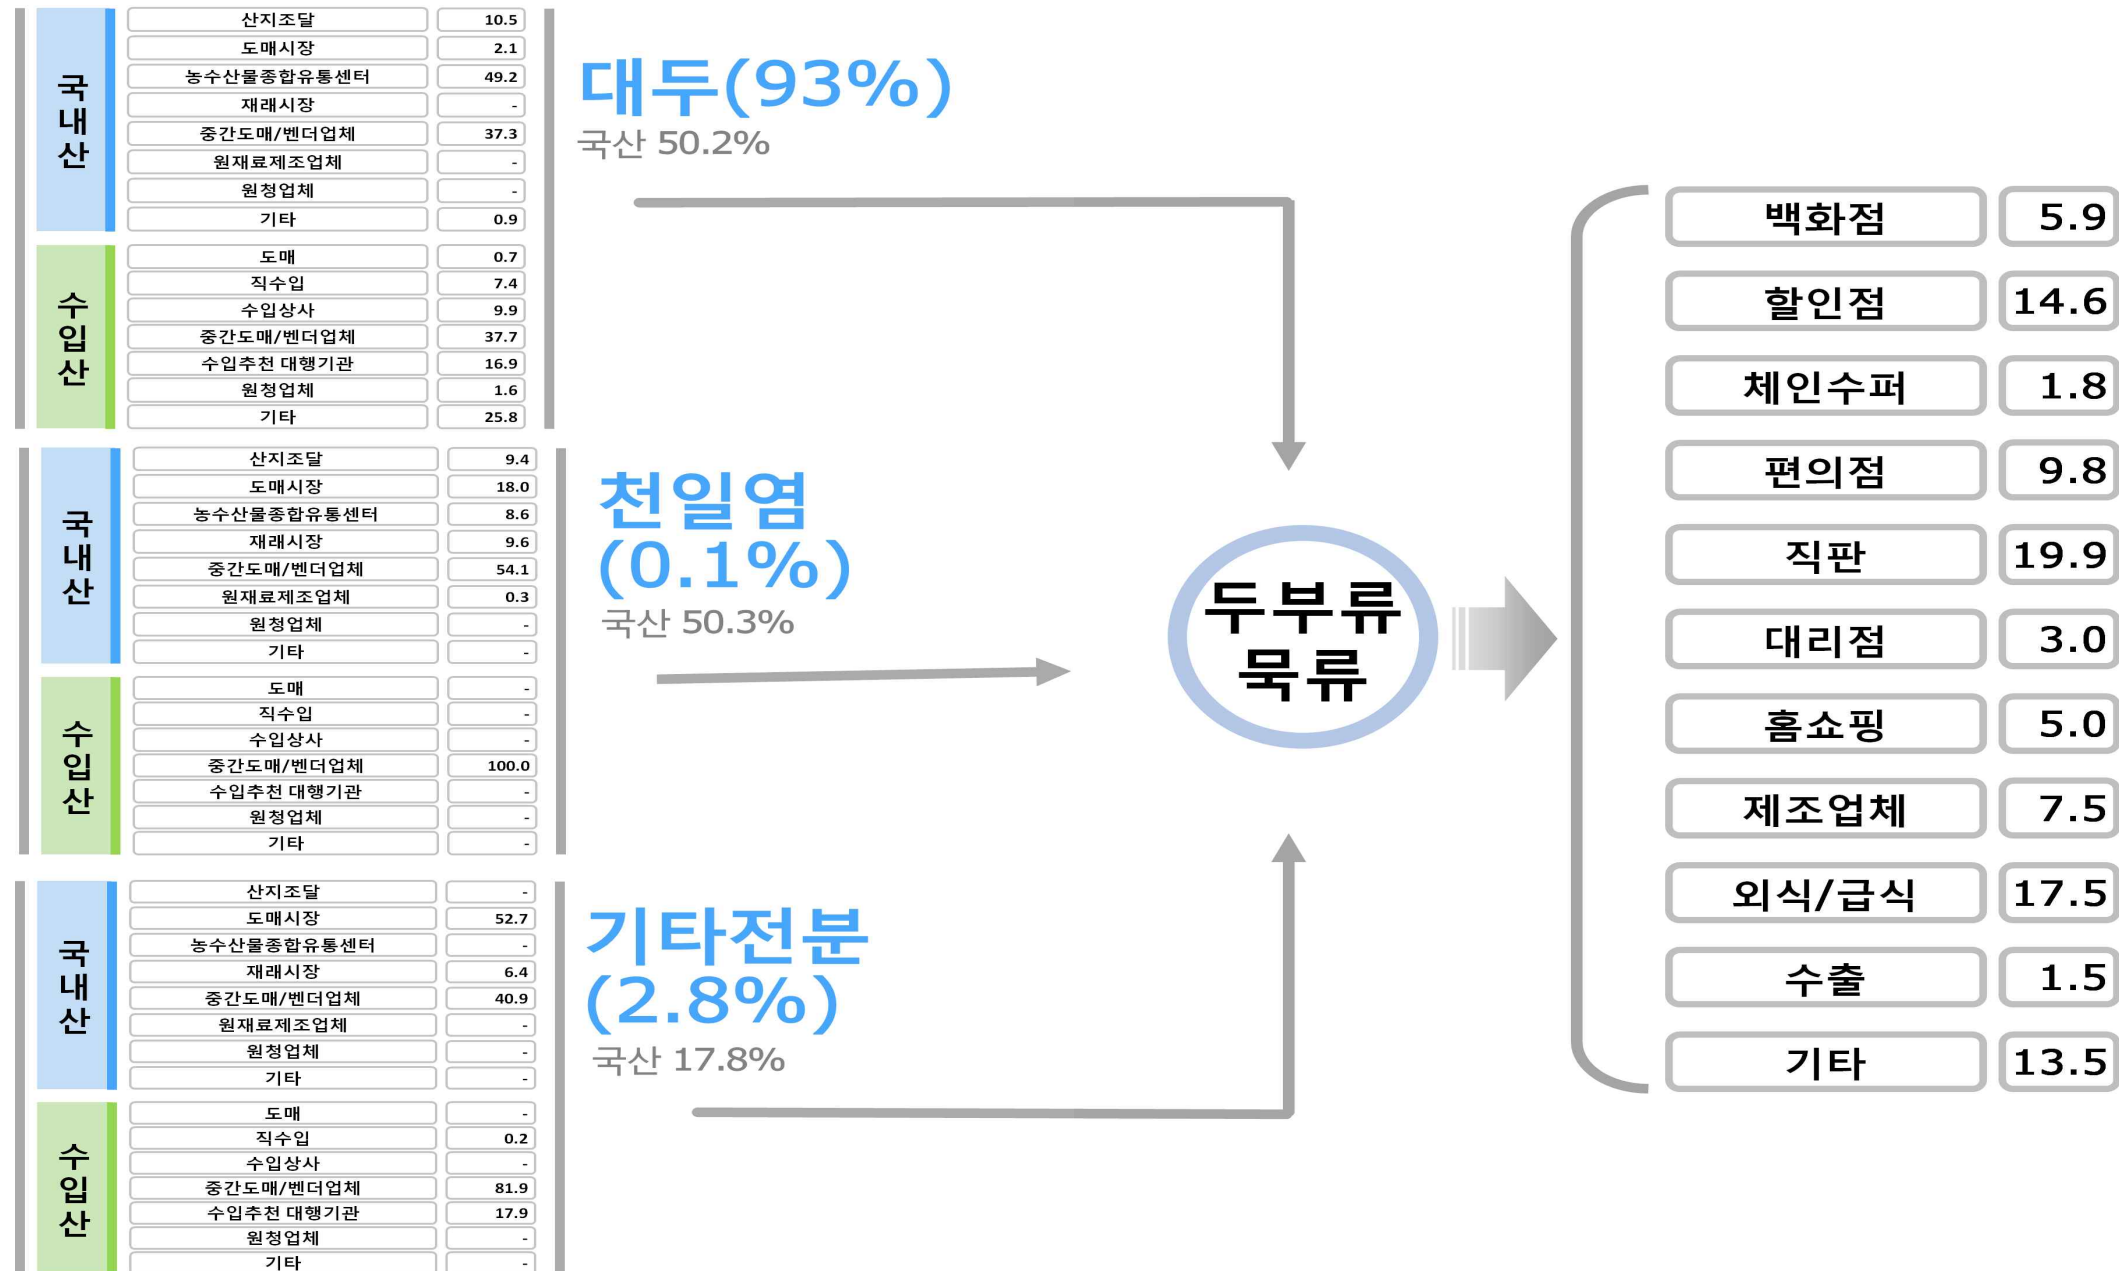 국내산
산지조달 10.5
도매시장 2.1
농수산물종합유통센터 49.2
재래시장 -
중간도매/벤더업체 37.3
원재료제조업체 -
원청업체 -
기타 0.9
수입산
도매 0.7
직수입 7.4
수입상사 9.9
중간도매/벤더업체 37.7
수입추천 대행기관 16.9
원청업체 1.6
기타 25.8
대두(93%)
국산 50.2%
국내산
산지조달 9.4
도매시장 18.0
농수산물종합유통센터 8.6
재래시장 9.6
중간도매/벤더업체 54.1
원재료제조업체 0.3
원청업체 -
기타 -
수입산
도매 -
직수입 -
수입상사 -
중간도매/벤더업체 100.0
수입추천 대행기관 -
원청업체 -
기타 -
천일염
(0.1%)
국산 50.3%
국내산
산지조달 -
도매시장 52.7
농수산물종합유통센터 -
재래시장 6.4
중간도매/벤더업체 40.9
원재료제조업체 -
원청업체 -
기타 -
수입산
도매 -
직수입 0.2
수입상사 -
중간도매/벤더업체 81.9
수입추천 대행기관 17.9
원청업체 -
기타 -
기타전분
(2.8%)
국산 17.8%
두부류
묵류
백화점 5.9
할인점 14.6
체인수퍼 1.8
편의점 9.8
직판 19.9
대리점 3.0
홈쇼핑 5.0
제조업체 7.5
외식/급식 17.5
수출 1.5
기타 13.5